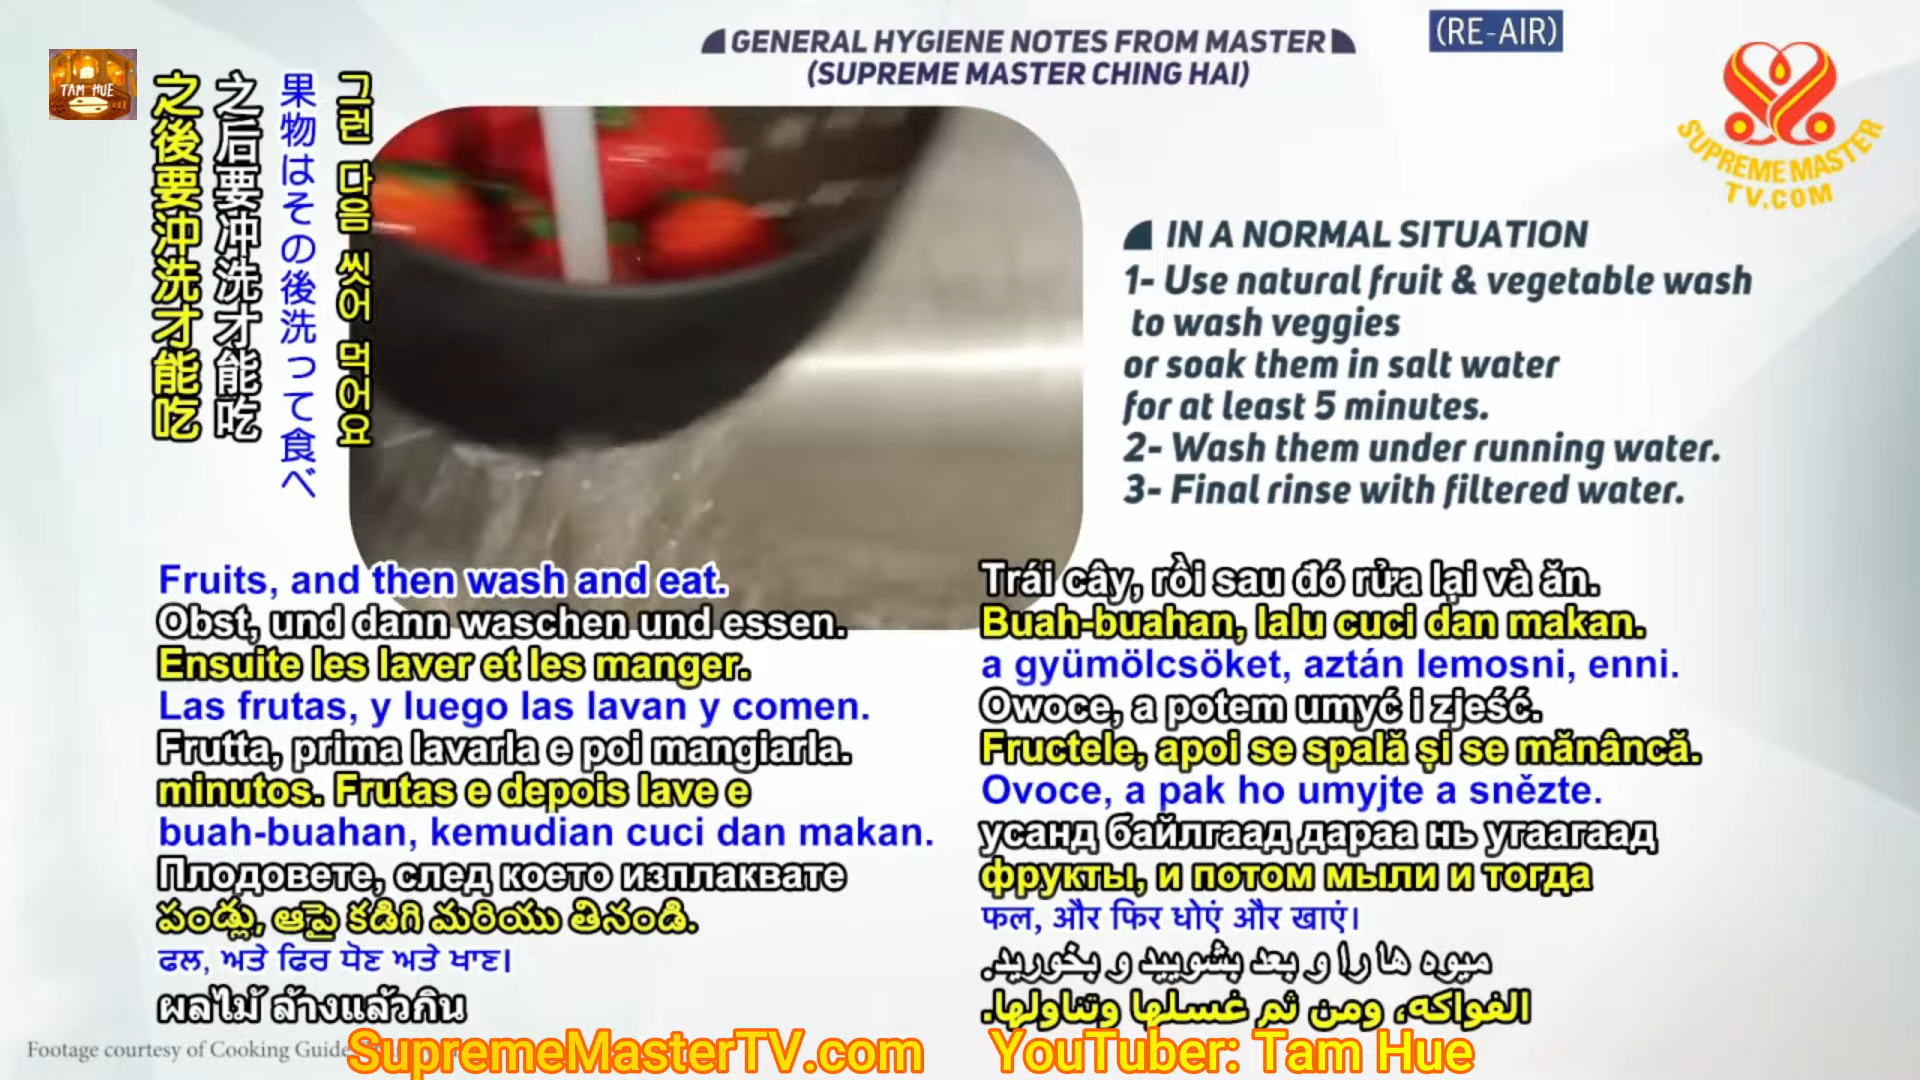 GENERAL HYGIENE NOTES FROM MASTER
(SUPREME MASTER CHING HAI)
(RE-AIR)
TAM HUE
SUPREME MASTER
TV.COM
之後要沖洗才能吃
之后要冲洗才能吃
果物はその後洗って食べ
그런 다음 씻어 먹어요
IN A NORMAL SITUATION
1- Use natural fruit & vegetable wash
to wash veggies
or soak them in salt water
for at least 5 minutes.
2- Wash them under running water.
3- Final rinse with filtered water.
Fruits, and then wash and eat.
Obst, und dann waschen und essen.
Ensuite les laver et les manger.
Las frutas, y luego las lavan y comen.
Frutta, prima lavarla e poi mangiarla.
minutos. Frutas e depois lave e
buah-buahan, kemudian cuci dan makan.
Плодовете, след което изплаквате
పండ్లు, ఆపై కడిగి మరియు తినండి.
ਫਲ, ਅਤੇ ਫਿਰ ਧੋਣ ਅਤੇ ਖਾਣ।
ผลไม้ ล้างแล้วกิน
Trái cây, rồi sau đó rửa lại và ăn.
Buah-buahan, lalu cuci dan makan.
a gyümölcsöket, aztán lemosni, enni.
Owoce, a potem umyć i zjeść.
Fructele, apoi se spală și se mănâncă.
Ovoce, a pak ho umyjte a snězte.
усанд байлгаад дараа нь угаагаад
фрукты, и потом мыли и тогда
फल, और फिर धोएं और खाएं।
میوه ها را و بعد بشویید و بخورید.
الفواكه، ومن ثم غسلها وتناولها.
Footage courtesy of Cooking Guide
SupremeMasterTV.com
YouTuber: Tam Hue